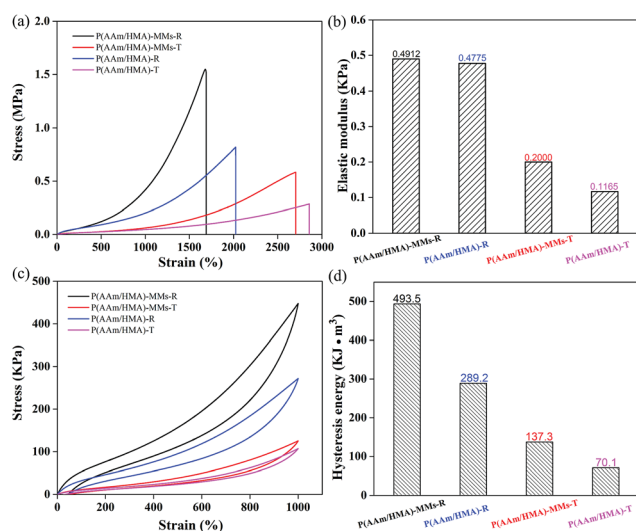 (a)
P(AAm/HMA)-MMs-R
P(AAm/HMA)-MMs-T
P(AAm/HMA)-R
P(AAm/HMA)-T
2.0
1.5
1.0
0.5
0.0
Stress (MPa)
0 500 1000 1500 2000 2500 3000
Strain (%)
(b)
0.6
0.5
0.4
0.3
0.2
0.1
0.0
Elastic modulus (KPa)
0.4912
0.4775
0.2000
0.1165
P(AAm/HMA)-MMs-R
P(AAm/HMA)-R
P(AAm/HMA)-MMs-T
P(AAm/HMA)-T
(c)
P(AAm/HMA)-MMs-R
P(AAm/HMA)-MMs-T
P(AAm/HMA)-R
P(AAm/HMA)-T
500
400
300
200
100
0
Stress (KPa)
0 200 400 600 800 1000
Strain (%)
(d)
500
400
300
200
100
0
Hysteresis energy (KJ • m³)
493.5
289.2
137.3
70.1
P(AAm/HMA)-MMs-R
P(AAm/HMA)-R
P(AAm/HMA)-MMs-T
P(AAm/HMA)-T